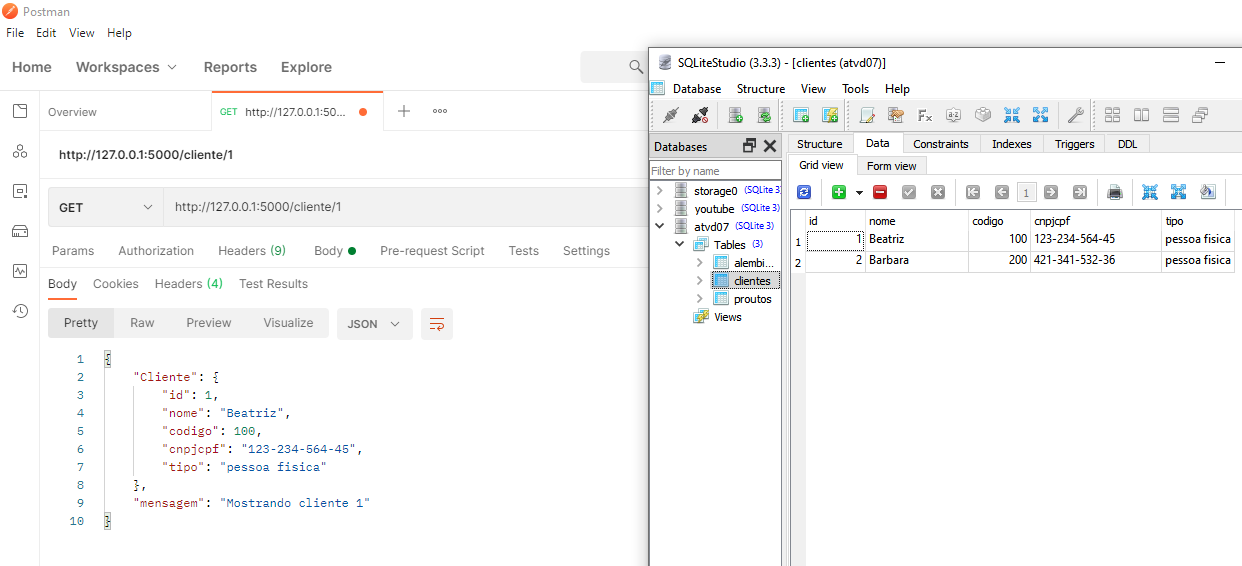 Postman
File Edit View Help
Home Workspaces Reports Explore
Overview GET http://127.0.0.1:50...
http://127.0.0.1:5000/cliente/1
GET http://127.0.0.1:5000/cliente/1
Params Authorization Headers (9) Body Pre-request Script Tests Settings
Body Cookies Headers (4) Test Results
Pretty Raw Preview Visualize JSON
1 {
2 "Cliente": {
3 "id": 1,
4 "nome": "Beatriz",
5 "codigo": 100,
6 "cnpjcpf": "123-234-564-45",
7 "tipo": "pessoa fisica"
8 },
9 "mensagem": "Mostrando cliente 1"
10 }
SQLiteStudio (3.3.3) - [clientes (atvd07)]
Database Structure View Tools Help
Databases
Filter by name
storage0 (SQLite 3)
youtube (SQLite 3)
atvd07 (SQLite 3)
Tables (3)
alembi...
clientes
proutos
Views
Structure Data Constraints Indexes Triggers DDL
Grid view Form view
1
id nome codigo cnpjcpf tipo
1 1 Beatriz 100 123-234-564-45 pessoa fisica
2 2 Barbara 200 421-341-532-36 pessoa fisica